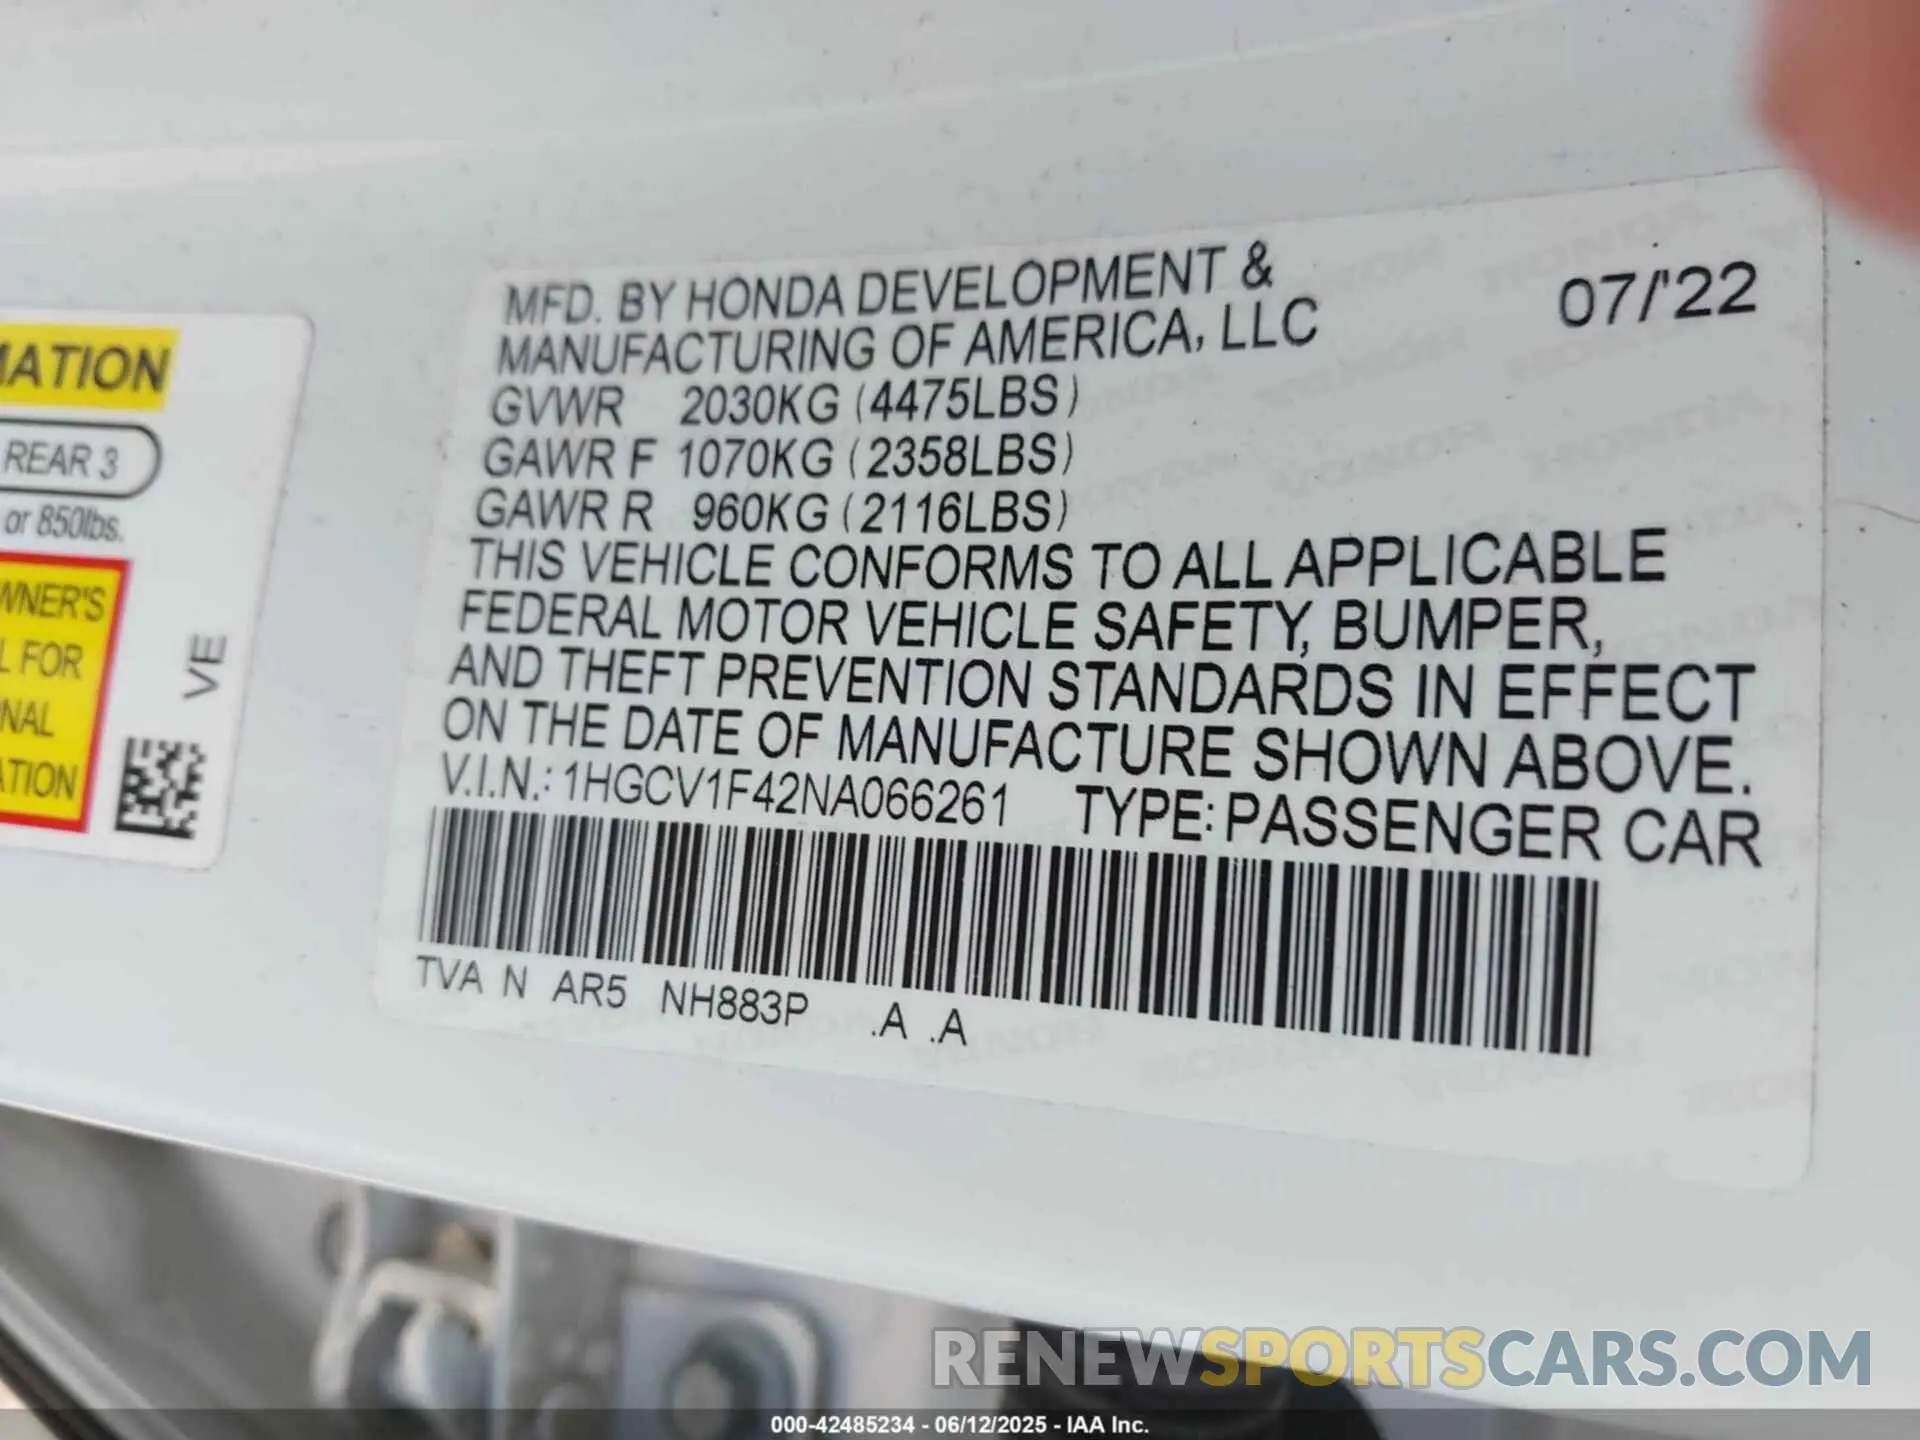 MFD. BY HONDA DEVELOPMENT &
MANUFACTURING OF AMERICA, LLC
07/'22
GVWR 2030KG (4475LBS)
GAWR F 1070KG (2358LBS)
GAWR R 960KG (2116LBS)
THIS VEHICLE CONFORMS TO ALL APPLICABLE
FEDERAL MOTOR VEHICLE SAFETY, BUMPER,
AND THEFT PREVENTION STANDARDS IN EFFECT
ON THE DATE OF MANUFACTURE SHOWN ABOVE.
V.I.N.: 1HGCV1F42NA066261 TYPE: PASSENGER CAR
TVA N AR5 NH883P .A .A
MATION
REAR 3
or 850lbs.
WNER'S
L FOR
NAL
ATION
VE
RENEWSPORTSCARS.COM
000-42485234 - 06/12/2025 - IAA Inc.